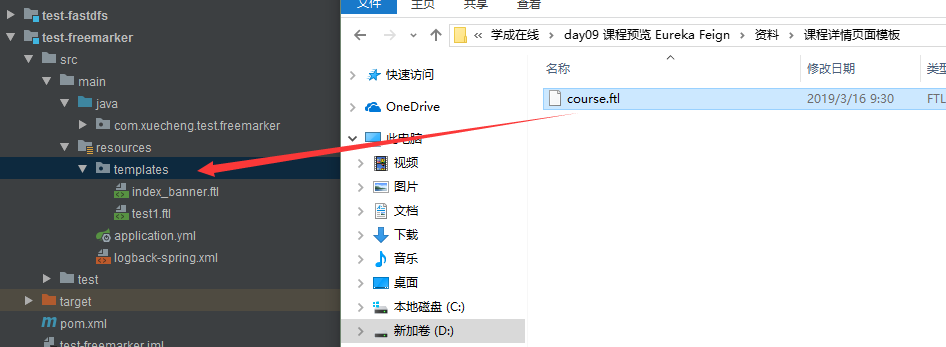 test-fastdfs
test-freemarker
src
main
java
com.xuecheng.test.freemarker
resources
templates
index_banner.ftl
test1.ftl
application.yml
logback-spring.xml
test
target
pom.xml
test-freemarker.iml
文件 主页 共享 查看
« 学成在线 › day09 课程预览 Eureka Feign › 资料 › 课程详情页面模板
名称 修改日期 类型
course.ftl 2019/3/16 9:30 FTL
快速访问
OneDrive
此电脑
视频
图片
文档
下载
音乐
桌面
本地磁盘 (C:)
新加卷 (D:)